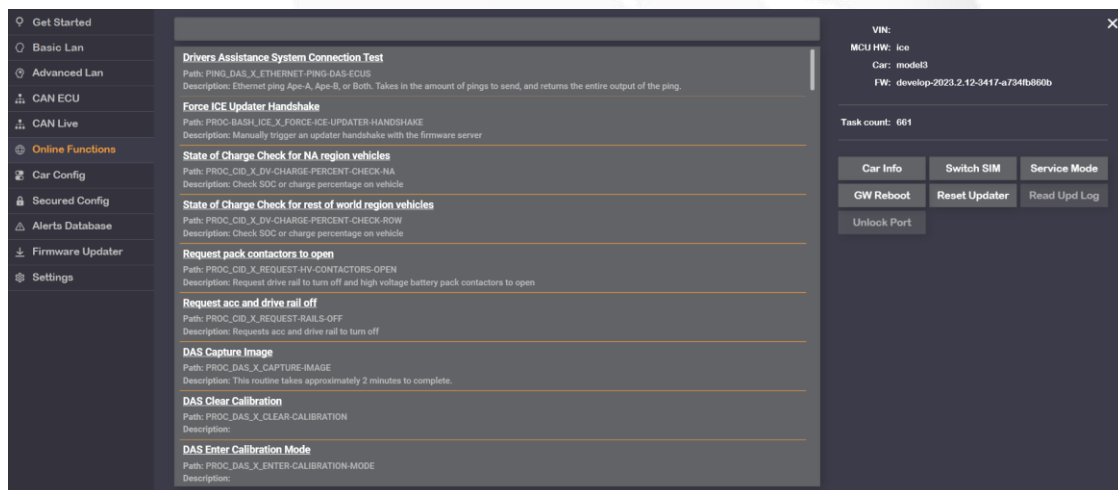 Get Started
Basic Lan
Advanced Lan
CAN ECU
CAN Live
Online Functions
Car Config
Secured Config
Alerts Database
Firmware Updater
Settings
Drivers Assistance System Connection Test
Path: PING_DAS_X_ETHERNET-PING-DAS-ECUS
Description: Ethernet ping Ape-A, Ape-B, or Both. Takes in the amount of pings to send, and returns the entire output of the ping.
Force ICE Updater Handshake
Path: PROC-BASH_ICE_X_FORCE-ICE-UPDATER-HANDSHAKE
Description: Manually trigger an updater handshake with the firmware server
State of Charge Check for NA region vehicles
Path: PROC_CID_X_DV-CHARGE-PERCENT-CHECK-NA
Description: Check SOC or charge percentage on vehicle
State of Charge Check for rest of world region vehicles
Path: PROC_CID_X_DV-CHARGE-PERCENT-CHECK-ROW
Description: Check SOC or charge percentage on vehicle
Request pack contactors to open
Path: PROC_CID_X_REQUEST-HV-CONTACTORS-OPEN
Description: Request drive rail to turn off and high voltage battery pack contactors to open
Request acc and drive rail off
Path: PROC_CID_X_REQUEST-RAILS-OFF
Description: Requests acc and drive rail to turn off
DAS Capture Image
Path: PROC_DAS_X_CAPTURE-IMAGE
Description: This routine takes approximately 2 minutes to complete.
DAS Clear Calibration
Path: PROC_DAS_X_CLEAR-CALIBRATION
Description:
DAS Enter Calibration Mode
Path: PROC_DAS_X_ENTER-CALIBRATION-MODE
Description:
VIN:
MCU HW: ice
Car: model3
FW: develop-2023.2.12-3417-a734fb860b
Task count: 661
Car Info
Switch SIM
Service Mode
GW Reboot
Reset Updater
Read Upd Log
Unlock Port